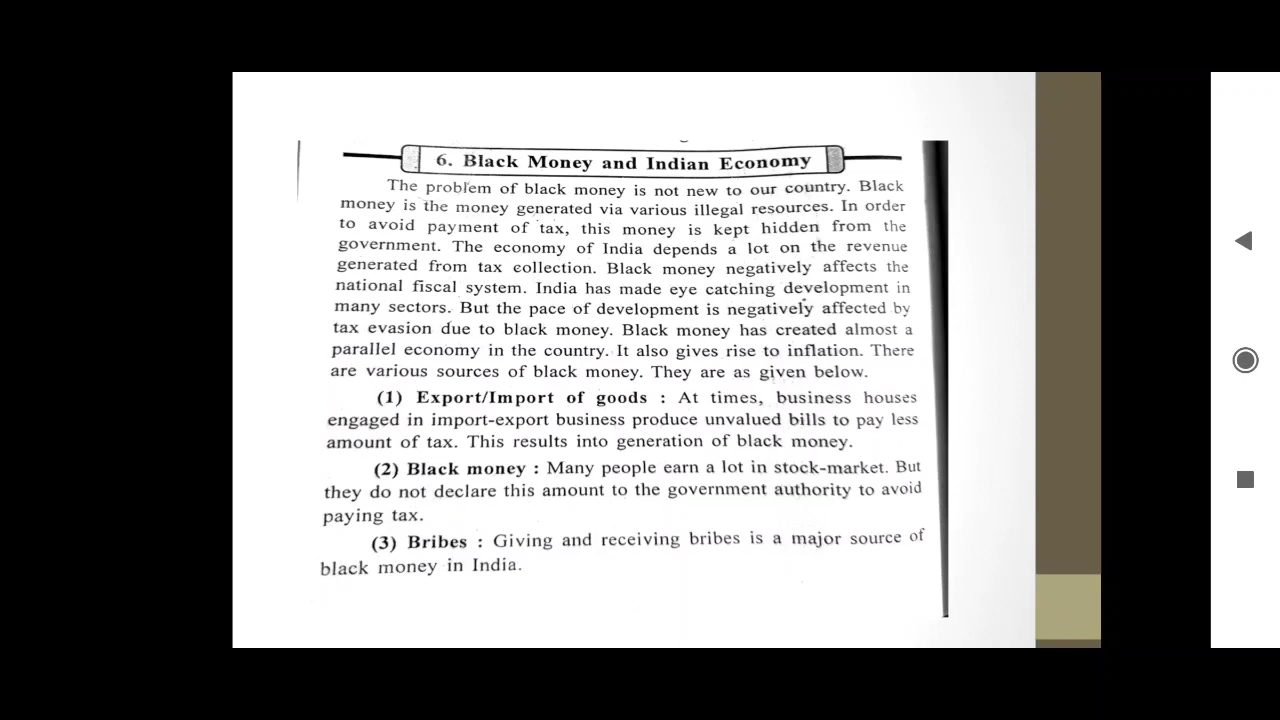 6. Black Money and Indian Economy
The problem of black money is not new to our country. Black
money is the money generated via various illegal resources. In order
to avoid payment of tax, this money is kept hidden from the
government. The economy of India depends a lot on the revenue
generated from tax collection. Black money negatively affects the
national fiscal system. India has made eye catching development in
many sectors. But the pace of development is negatively affected by
tax evasion due to black money. Black money has created almost a
parallel economy in the country. It also gives rise to inflation. There
are various sources of black money. They are as given below.
(1) Export/Import of goods : At times, business houses
engaged in import-export business produce unvalued bills to pay less
amount of tax. This results into generation of black money.
(2) Black money : Many people earn a lot in stock-market. But
they do not declare this amount to the government authority to avoid
paying tax.
(3) Bribes : Giving and receiving bribes is a major source of
black money in India.